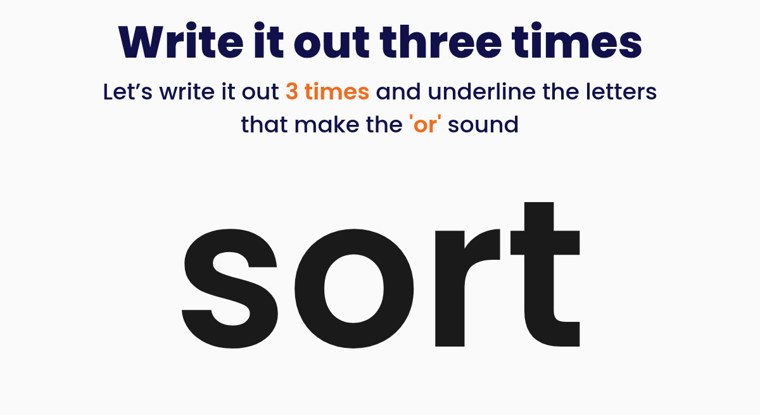 Write it out three times
Let’s write it out 3 times and underline the letters
that make the 'or' sound
sort